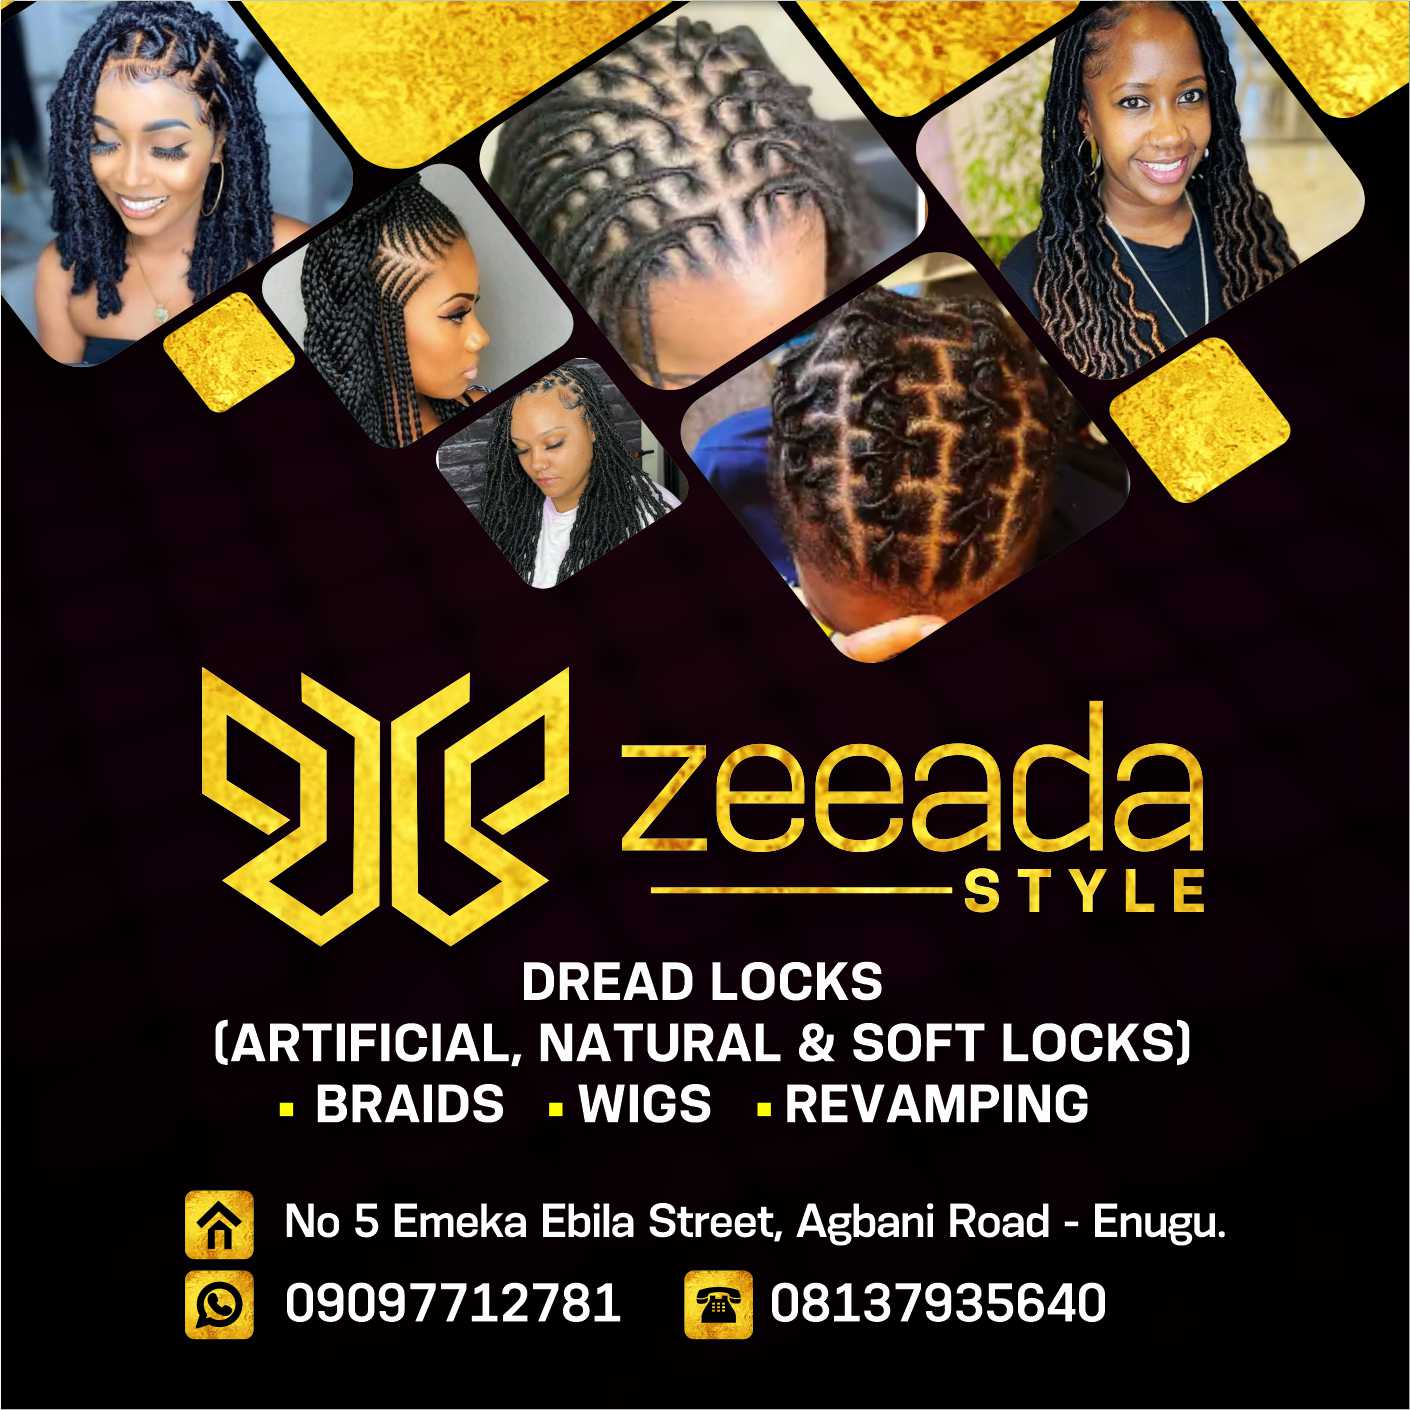 zeeada
STYLE
DREAD LOCKS
(ARTIFICIAL, NATURAL & SOFT LOCKS)
▪ BRAIDS ▪ WIGS ▪ REVAMPING
No 5 Emeka Ebila Street, Agbani Road - Enugu.
09097712781 08137935640